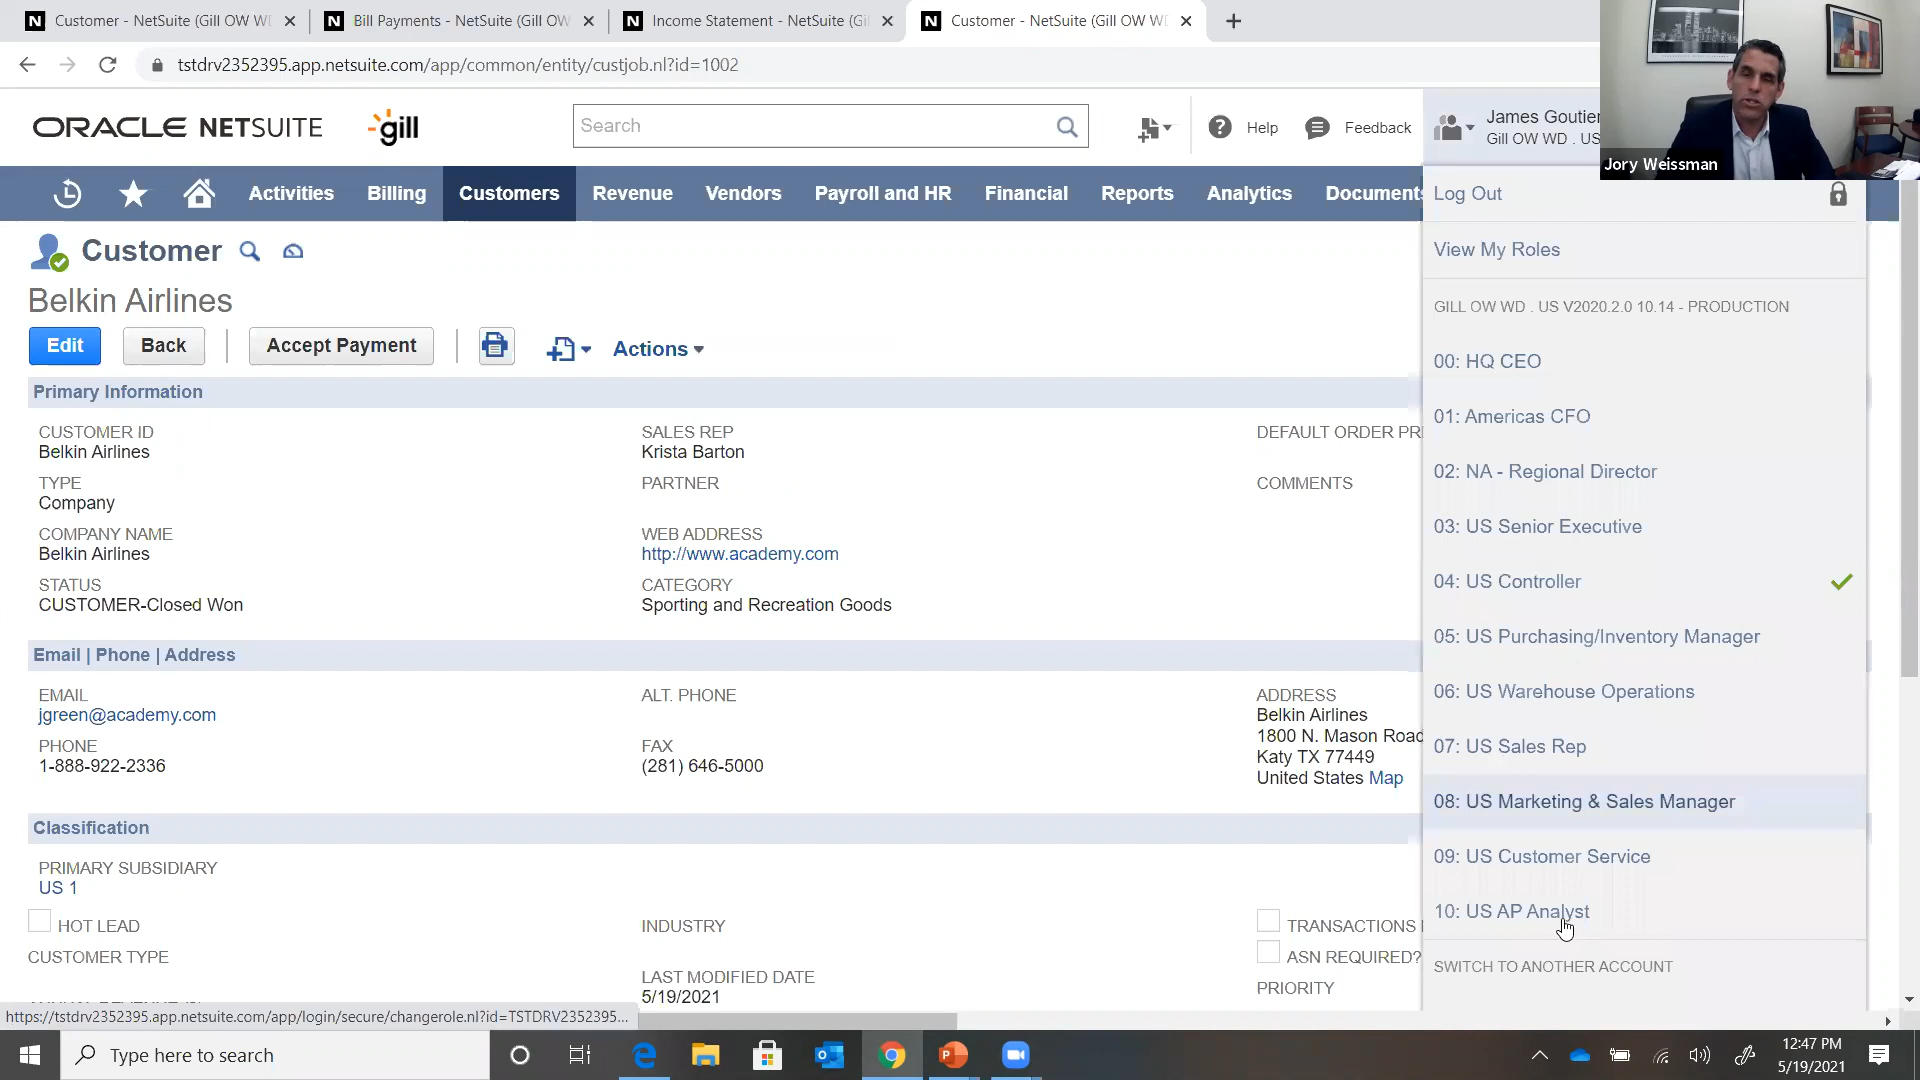 Customer - NetSuite (Gill OW WD
Bill Payments - NetSuite (Gill OW
Income Statement - NetSuite (Gil
Customer - NetSuite (Gill OW WD
tstdrv2352395.app.netsuite.com/app/common/entity/custjob.nl?id=1002
ORACLE NETSUITE
gill
Search
Help
Feedback
James Goutier
Gill OW WD . US
Jory Weissman
Activities
Billing
Customers
Revenue
Vendors
Payroll and HR
Financial
Reports
Analytics
Documents
Log Out
View My Roles
GILL OW WD . US V2020.2.0 10.14 - PRODUCTION
00: HQ CEO
01: Americas CFO
02: NA - Regional Director
03: US Senior Executive
04: US Controller
05: US Purchasing/Inventory Manager
06: US Warehouse Operations
07: US Sales Rep
08: US Marketing & Sales Manager
09: US Customer Service
10: US AP Analyst
SWITCH TO ANOTHER ACCOUNT
Customer
Belkin Airlines
Edit
Back
Accept Payment
Actions
Primary Information
CUSTOMER ID
Belkin Airlines
TYPE
Company
COMPANY NAME
Belkin Airlines
STATUS
CUSTOMER-Closed Won
SALES REP
Krista Barton
PARTNER
WEB ADDRESS
http://www.academy.com
CATEGORY
Sporting and Recreation Goods
DEFAULT ORDER PR
COMMENTS
Email | Phone | Address
EMAIL
jgreen@academy.com
PHONE
1-888-922-2336
ALT. PHONE
FAX
(281) 646-5000
ADDRESS
Belkin Airlines
1800 N. Mason Road
Katy TX 77449
United States Map
Classification
PRIMARY SUBSIDIARY
US 1
HOT LEAD
CUSTOMER TYPE
INDUSTRY
LAST MODIFIED DATE
5/19/2021
TRANSACTIONS
ASN REQUIRED?
PRIORITY
https://tstdrv2352395.app.netsuite.com/app/login/secure/changerole.nl?id=TSTDRV2352395...
Type here to search
12:47 PM
5/19/2021